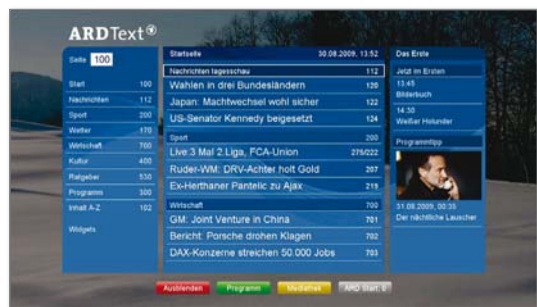 ARDText
Seite 100
Start 100
Nachrichten 112
Sport 200
Wetter 170
Wirtschaft 700
Kultur 400
Ratgeber 530
Programm 300
Inhalt A-Z 102
Widgets
Startseite 30.08.2009, 13:52
Nachrichten tagesschau 112
Wahlen in drei Bundesländern 120
Japan: Machtwechsel wohl sicher 122
US-Senator Kennedy beigesetzt 124
Sport 200
Live:3 Mal 2.Liga, FCA-Union 276/222
Ruder-WM: DRV-Achter holt Gold 207
Ex-Herthaner Pantelic zu Ajax 219
Wirtschaft 700
GM: Joint Venture in China 701
Bericht: Porsche drohen Klagen 702
DAX-Konzerne streichen 50.000 Jobs 703
Das Erste
Jetzt im Ersten
13:45
Bilderbuch
14:30
Weißer Holunder
Programmtipp
31.08.2009, 00:35
Der nächtliche Lauscher
Ausblenden
Programm
Mediathek
ARD Start: 0